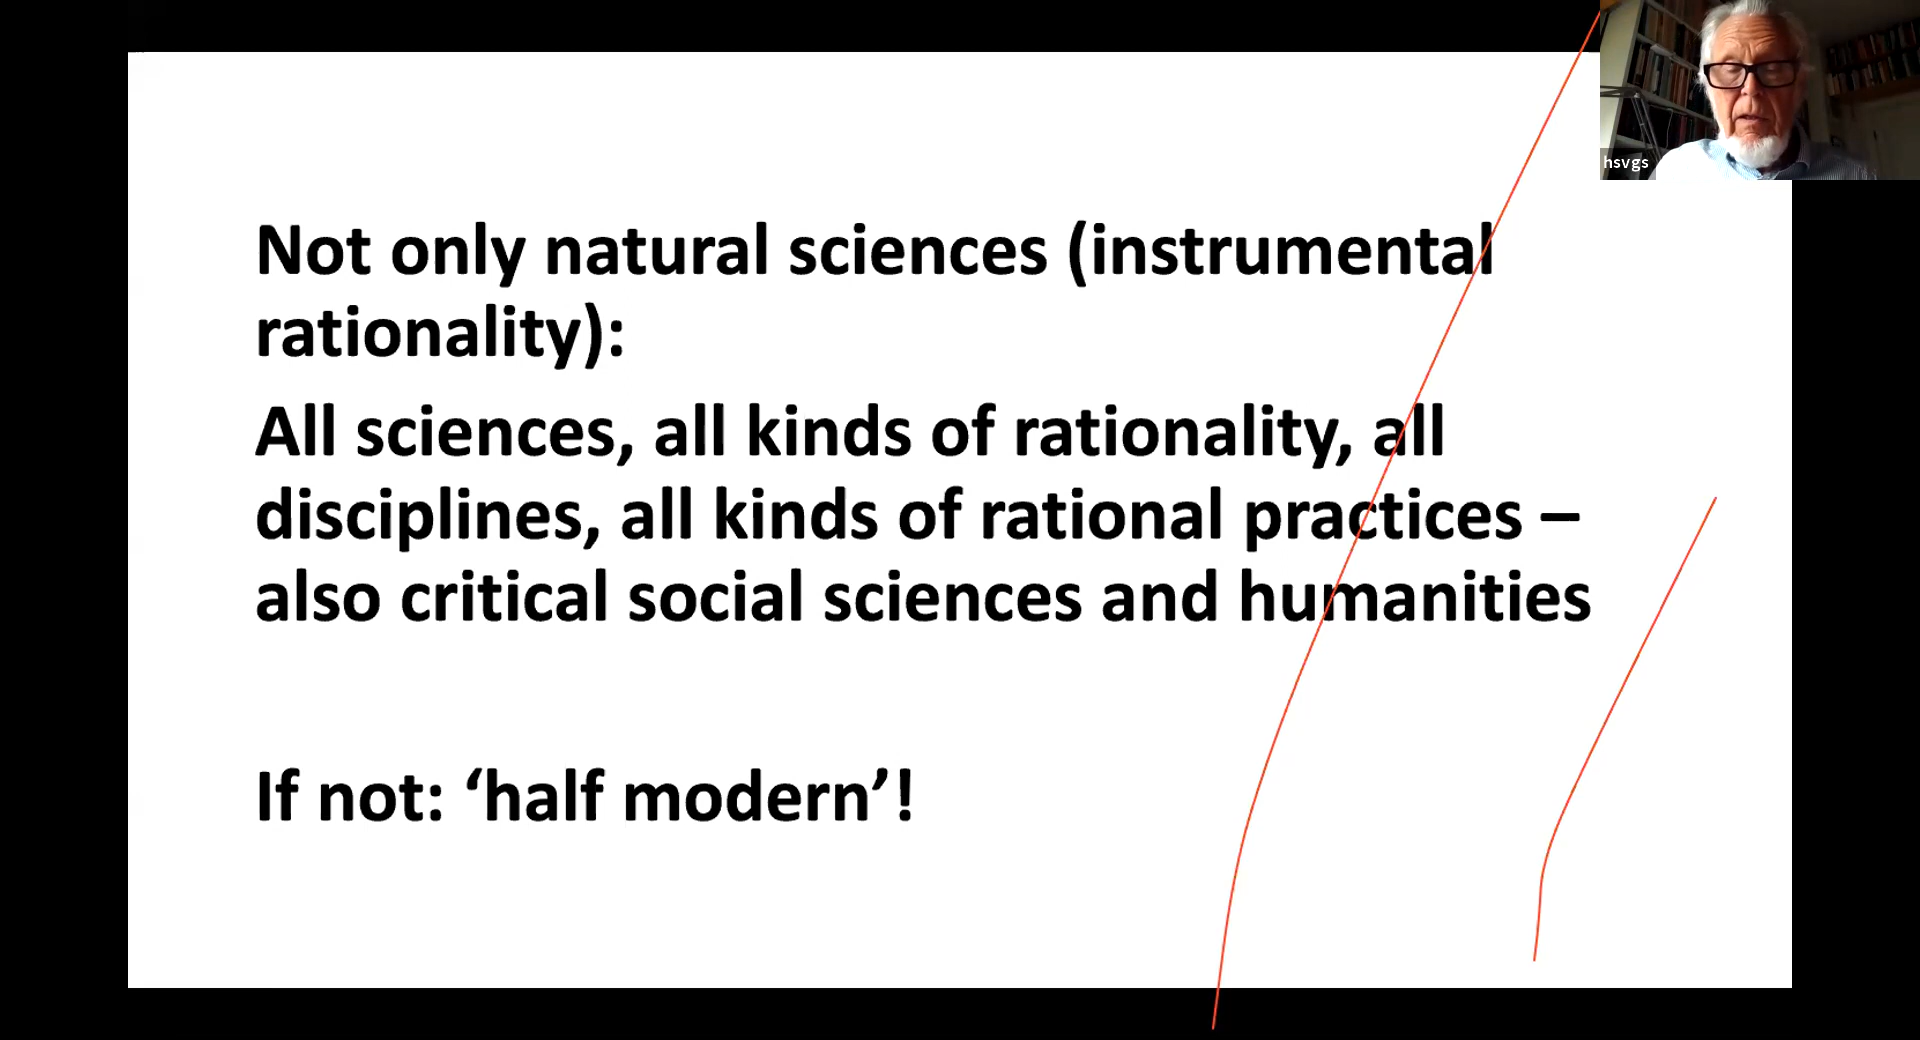 Not only natural sciences (instrumental
rationality):
All sciences, all kinds of rationality, all
disciplines, all kinds of rational practices –
also critical social sciences and humanities
If not: ‘half modern’!
hsvgs